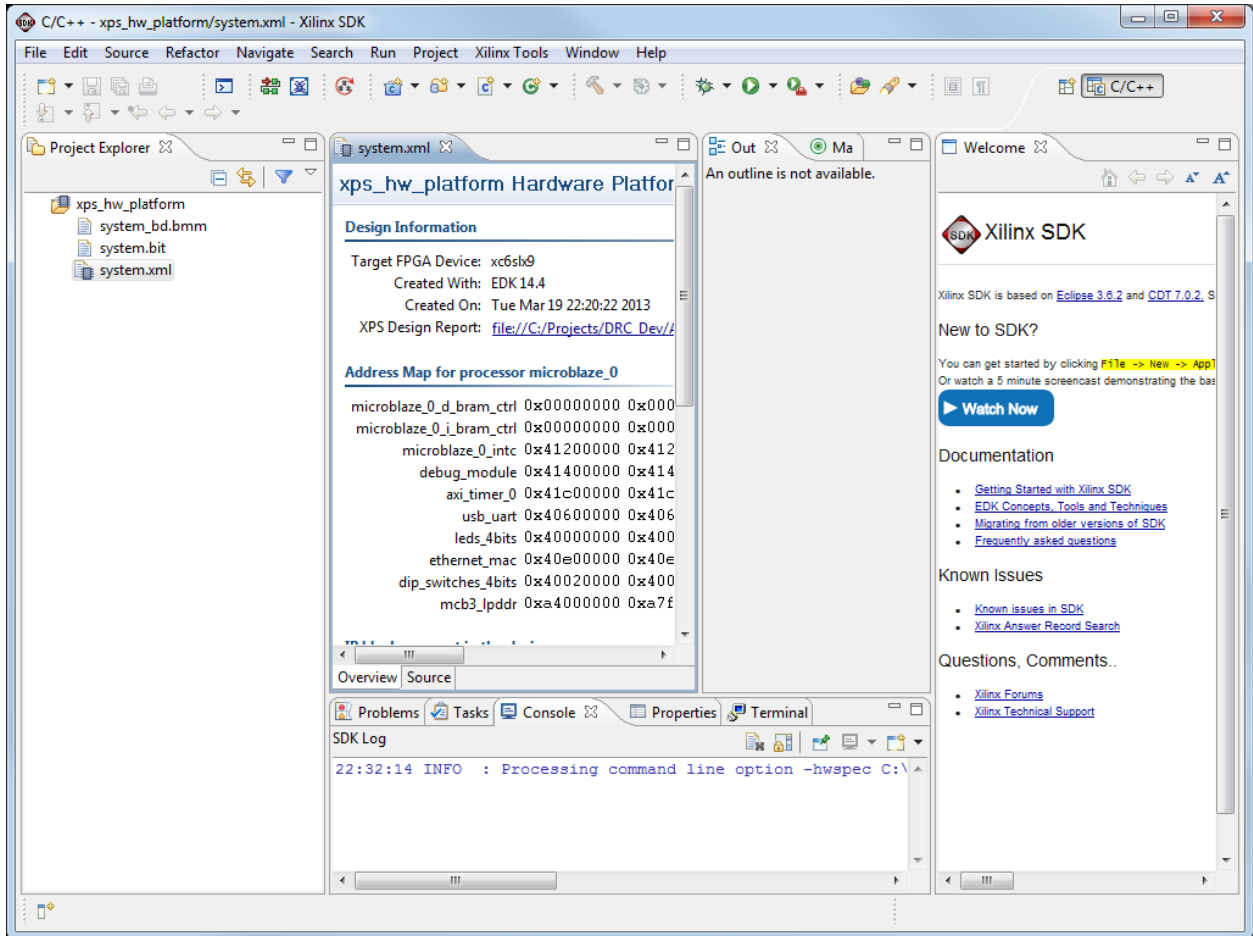 C/C++ - xps_hw_platform/system.xml - Xilinx SDK
File Edit Source Refactor Navigate Search Run Project Xilinx Tools Window Help
C/C++
Project Explorer
xps_hw_platform
system_bd.bmm
system.bit
system.xml
system.xml
xps_hw_platform Hardware Platfor
Design Information
Target FPGA Device: xc6slx9
Created With: EDK 14.4
Created On: Tue Mar 19 22:20:22 2013
XPS Design Report: file://C:/Projects/DRC_Dev/A
Address Map for processor microblaze_0
microblaze_0_d_bram_ctrl 0x00000000 0x000
microblaze_0_i_bram_ctrl 0x00000000 0x000
microblaze_0_intc 0x41200000 0x412
debug_module 0x41400000 0x414
axi_timer_0 0x41c00000 0x41c
usb_uart 0x40600000 0x406
leds_4bits 0x40000000 0x400
ethernet_mac 0x40e00000 0x40e
dip_switches_4bits 0x40020000 0x400
mcb3_lpddr 0xa4000000 0xa7f
Overview Source
Out Ma
An outline is not available.
Welcome
SDK Xilinx SDK
Xilinx SDK is based on Eclipse 3.6.2 and CDT 7.0.2. S
New to SDK?
You can get started by clicking File -> New -> Appl
Or watch a 5 minute screencast demonstrating the bas
Watch Now
Documentation
Getting Started with Xilinx SDK
EDK Concepts, Tools and Techniques
Migrating from older versions of SDK
Frequently asked questions
Known Issues
Known issues in SDK
Xilinx Answer Record Search
Questions, Comments..
Xilinx Forums
Xilinx Technical Support
Problems Tasks Console Properties Terminal
SDK Log
22:32:14 INFO : Processing command line option -hwspec C:\